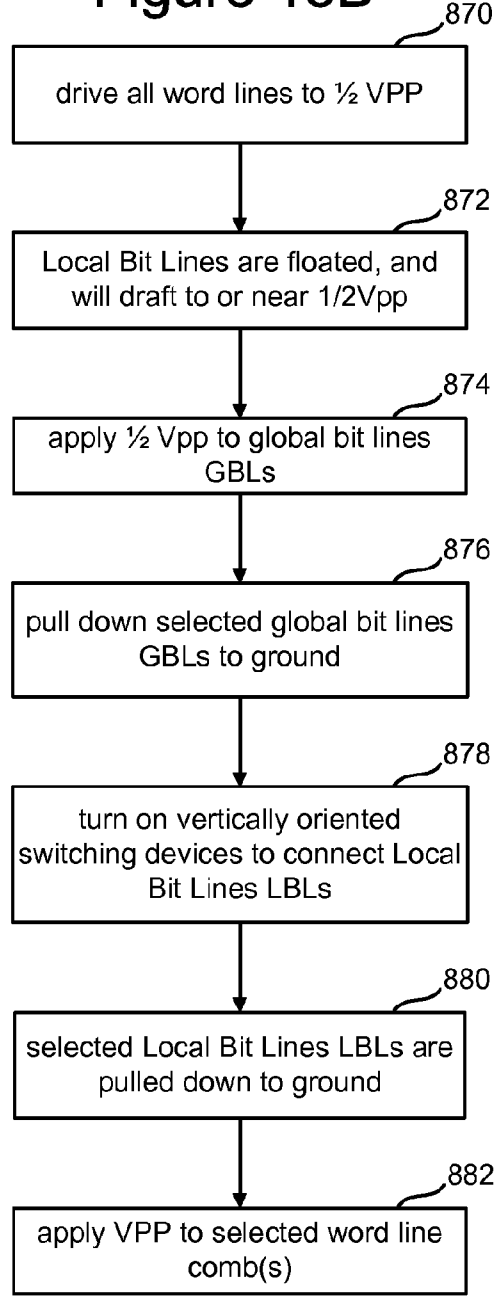 870
drive all word lines to ½ VPP
872
Local Bit Lines are floated, and
will draft to or near 1/2Vpp
874
apply ½ Vpp to global bit lines
GBLs
876
pull down selected global bit lines
GBLs to ground
878
turn on vertically oriented
switching devices to connect Local
Bit Lines LBLs
880
selected Local Bit Lines LBLs are
pulled down to ground
882
apply VPP to selected word line
comb(s)